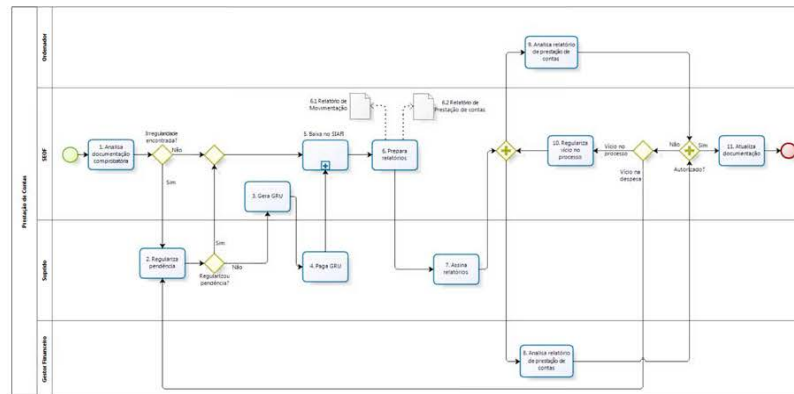 Prestação de Contas
Ordenador
SEOF
Suprido
Gestor Financeiro
1. Analisa
documentação
comprobatória
Irregularidade
encontrada?
Não
Sim
2. Regulariza
pendência
Regularizou
pendência?
Sim
Não
3. Gera GRU
4. Paga GRU
5. Baixa no SIAFI
6. Prepara
relatórios
6.1 Relatório de
Movimentação
6.2 Relatório de
Prestação de contas
7. Assina
relatórios
9. Analisa relatório
de prestação de
contas
8. Analisa relatório
de prestação de
contas
10. Regulariza
vício no
processo
Vício no
processo
Vício na
despesa
Não
Sim
Autorizado?
11. Atualiza
documentação